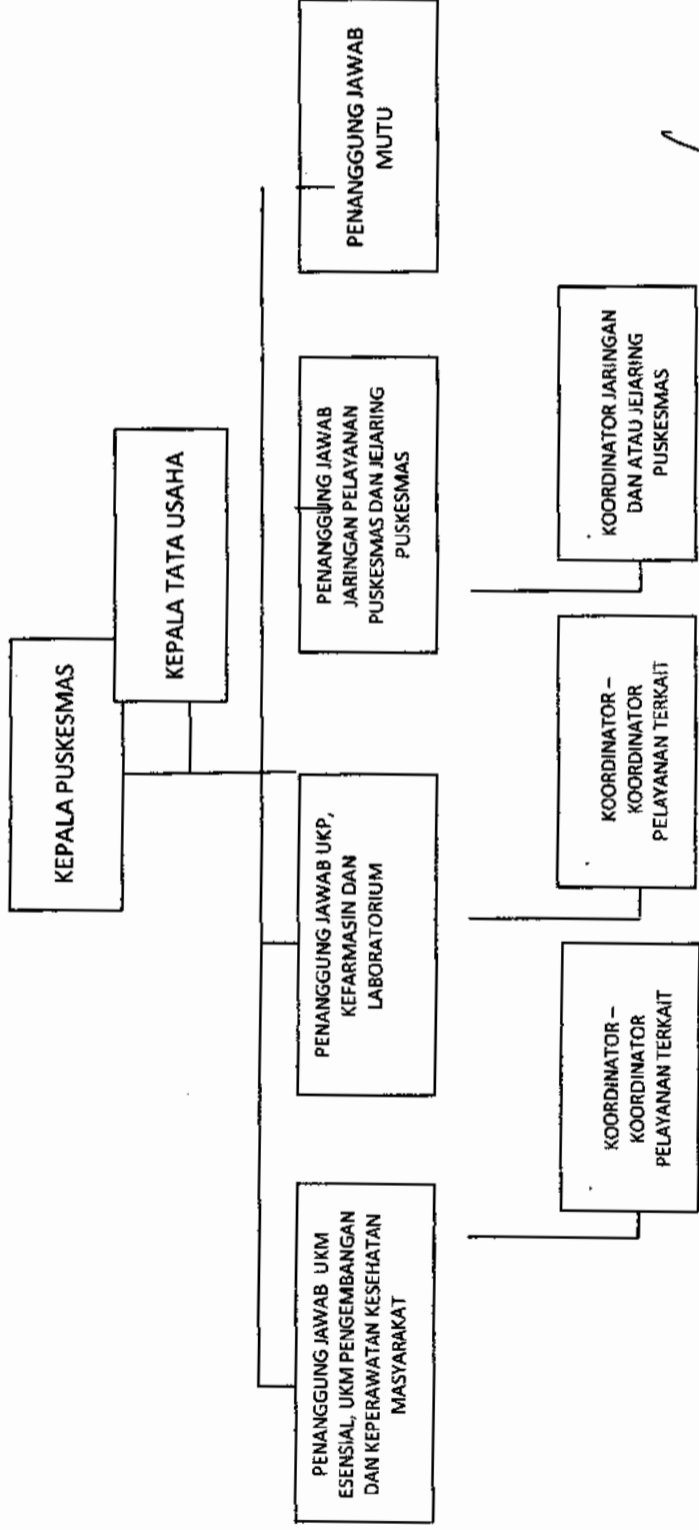 KEPALA PUSKESMAS
KEPALA TATA USAHA
PENANGGUNG JAWAB UKM
ESENSIAL, UKM PENGEMBANGAN
DAN KEPERAWATAN KESEHATAN
MASYARAKAT
PENANGGUNG JAWAB UKP,
KEFARMASIN DAN
LABORATORIUM
PENANGGUNG JAWAB
JARINGAN PELAYANAN
PUSKESMAS DAN JEJARING
PUSKESMAS
PENANGGUNG JAWAB
MUTU
KOORDINATOR –
KOORDINATOR
PELAYANAN TERKAIT
KOORDINATOR –
KOORDINATOR
PELAYANAN TERKAIT
KOORDINATOR JARINGAN
DAN ATAU JEJARING
PUSKESMAS